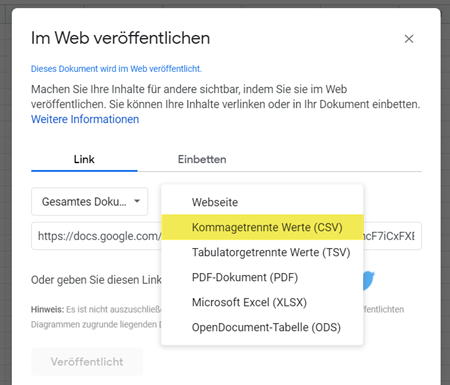 Im Web veröffentlichen
Dieses Dokument wird im Web veröffentlicht.
Machen Sie Ihre Inhalte für andere sichtbar, indem Sie sie im Web
veröffentlichen. Sie können Ihre Inhalte verlinken oder in Ihr Dokument einbetten.
Weitere Informationen
Link Einbetten
Gesamtes Doku...
Webseite
Kommagetrennte Werte (CSV)
https://docs.google.com/
Tabulatorgetrennte Werte (TSV)
PDF-Dokument (PDF)
Oder geben Sie diesen Link
Microsoft Excel (XLSX)
Hinweis: Es ist nicht auszuschließe
Diagrammen zugrunde liegenden D
OpenDocument-Tabelle (ODS)
Veröffentlicht